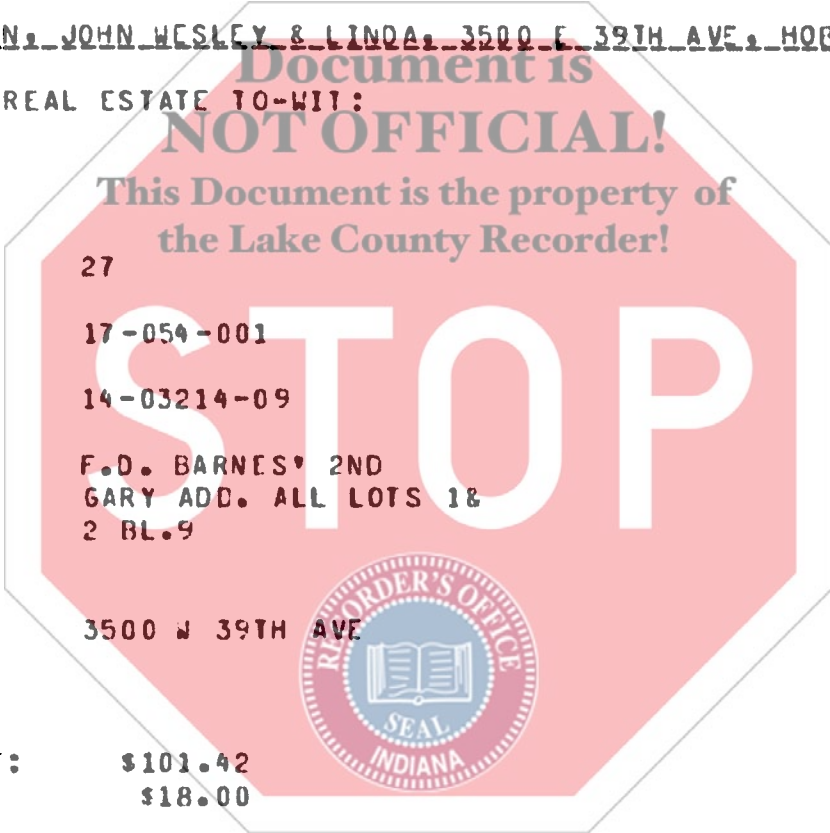 N, JOHN WESLEY & LINDA, 3500 E 39TH AVE, HOB
Document is
REAL ESTATE TO-WIT:
NOT OFFICIAL!
This Document is the property of
the Lake County Recorder!
27
17-054-001
STOP
14-03214-09
F.D. BARNES' 2ND
GARY ADD. ALL LOTS 1&
2 BL.9
3500 W 39TH AVE
RECORDER'S OFFICE
SEAL
INDIANA
: $101.42
$18.00